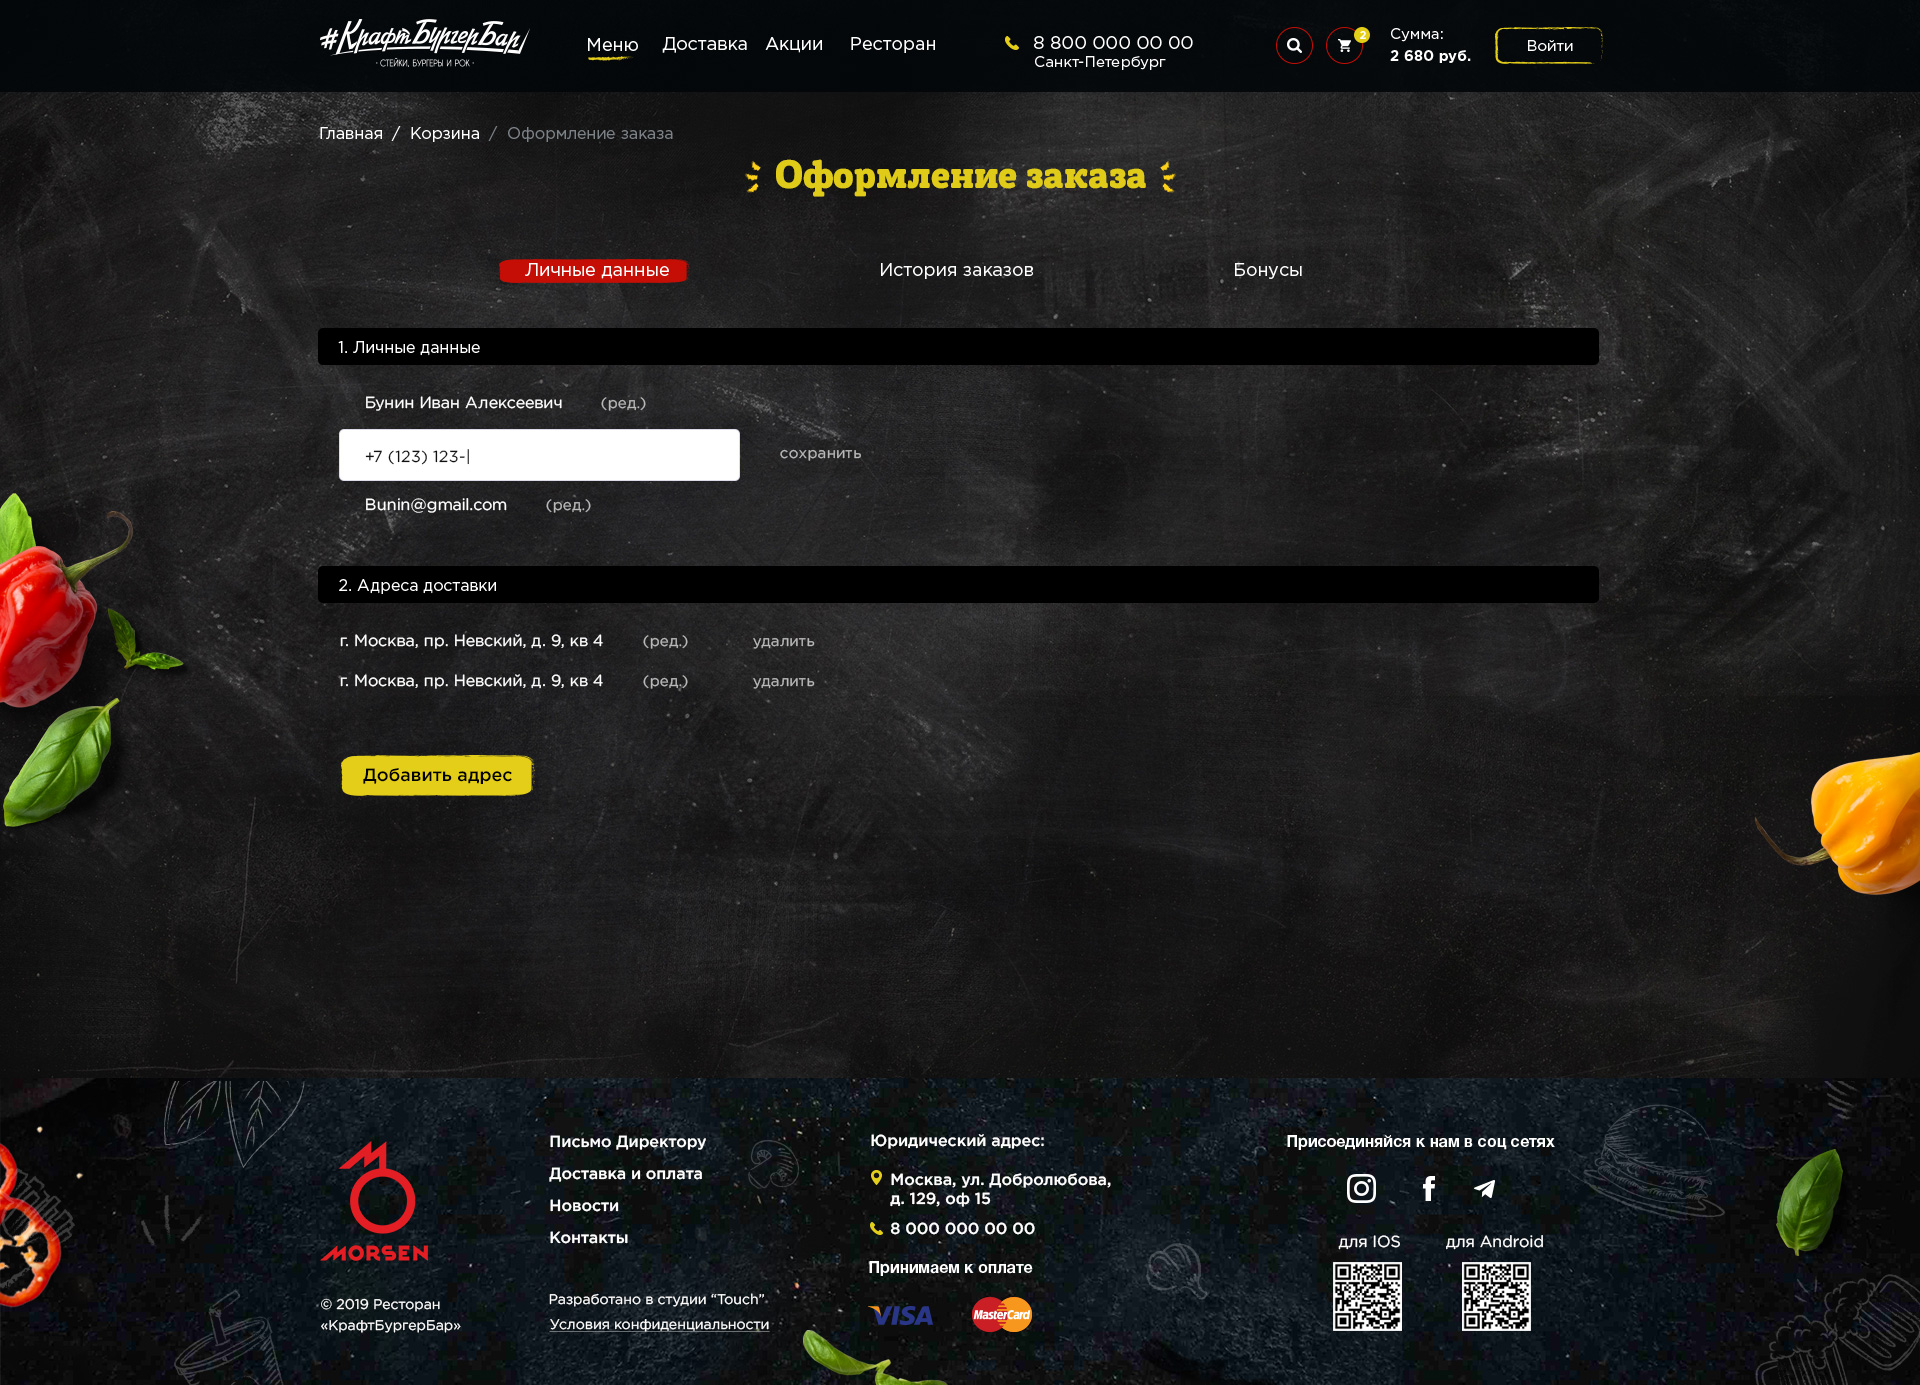 #КрафтБургерБар
· СТЕЙКИ, БУРГЕРЫ И РОК ·
Меню Доставка Акции Ресторан
8 800 000 00 00
Санкт-Петербург
2
Сумма:
2 680 руб.
Войти
Главная / Корзина / Оформление заказа
Оформление заказа
Личные данные История заказов Бонусы
1. Личные данные
Бунин Иван Алексеевич (ред.)
+7 (123) 123-| сохранить
Bunin@gmail.com (ред.)
2. Адреса доставки
г. Москва, пр. Невский, д. 9, кв 4 (ред.) удалить
г. Москва, пр. Невский, д. 9, кв 4 (ред.) удалить
Добавить адрес
MORSEN
© 2019 Ресторан
«КрафтБургерБар»
Письмо Директору
Доставка и оплата
Новости
Контакты
Разработано в студии “Touch”
Условия конфиденциальности
Юридический адрес:
Москва, ул. Добролюбова,
д. 129, оф 15
8 000 000 00 00
Принимаем к оплате
VISA MasterCard
Присоединяйся к нам в соц сетях
для IOS для Android